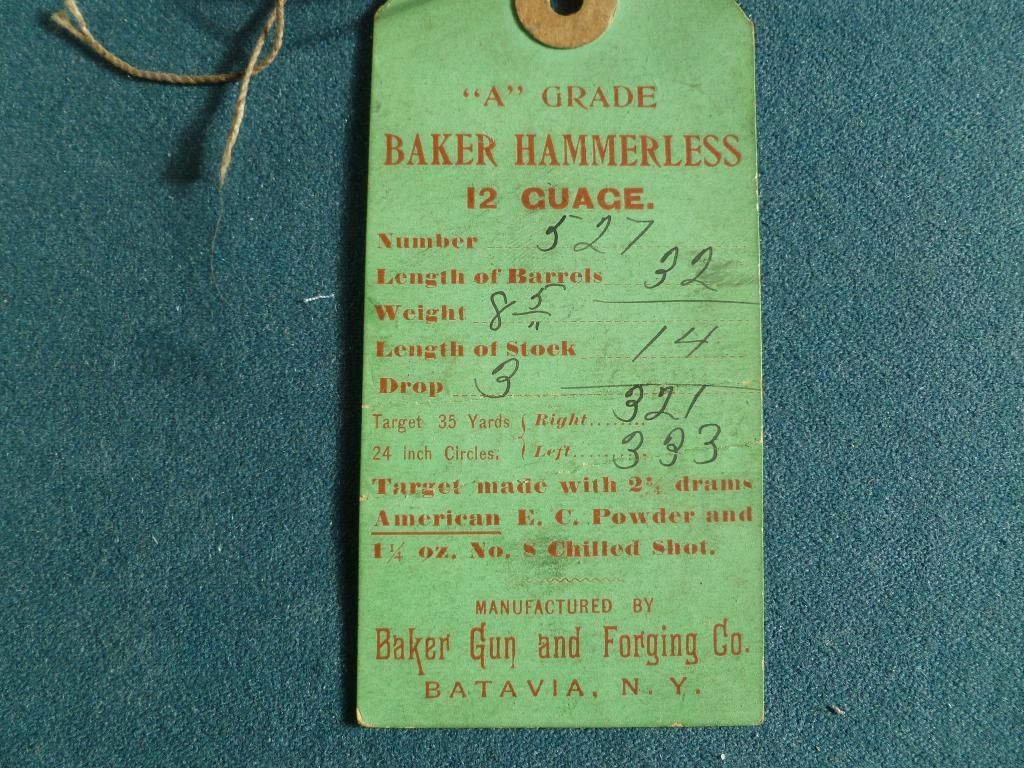 "A" GRADE
BAKER HAMMERLESS
12 GUAGE.
Number 527
Length of Barrels 32
Weight 8 5/"
Length of Stock 14
Drop 3
Target 35 Yards { Right........ 321
24 inch Circles. { Left.......... 333
Target made with 2¾ drams
American E. C. Powder and
1¼ oz. No. 8 Chilled Shot.
MANUFACTURED BY
Baker Gun and Forging Co.
BATAVIA, N. Y.